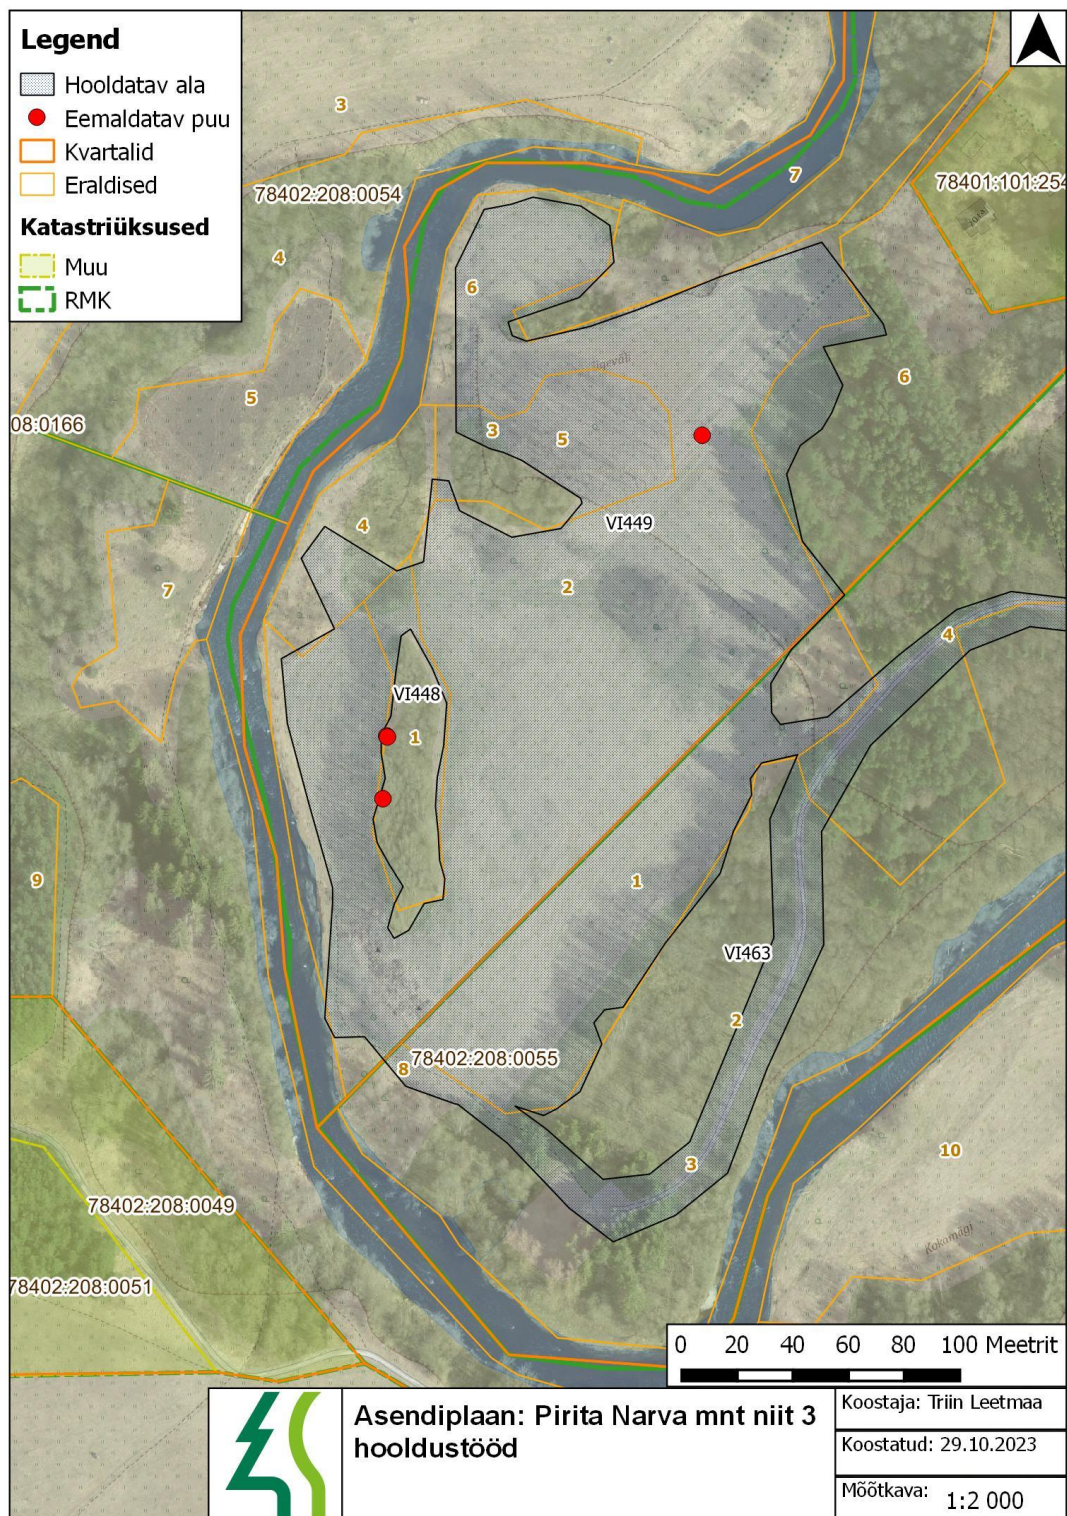 Legend
Hooldatav ala
Eemaldatav puu
Kvartalid
Eraldised
Katastriüksused
Muu
RMK
3
7
78402:208:0054
78401:101:254
4
6
6
5
08:0166
3
5
4
VI449
7
2
4
VI448
1
9
1
VI463
2
78402:208:0055
8
10
3
78402:208:0049
Kokamägi
78402:208:0051
0 20 40 60 80 100 Meetrit
Asendiplaan: Pirita Narva mnt niit 3
hooldustööd
Koostaja: Triin Leetmaa
Koostatud: 29.10.2023
Mõõtkava: 1:2 000